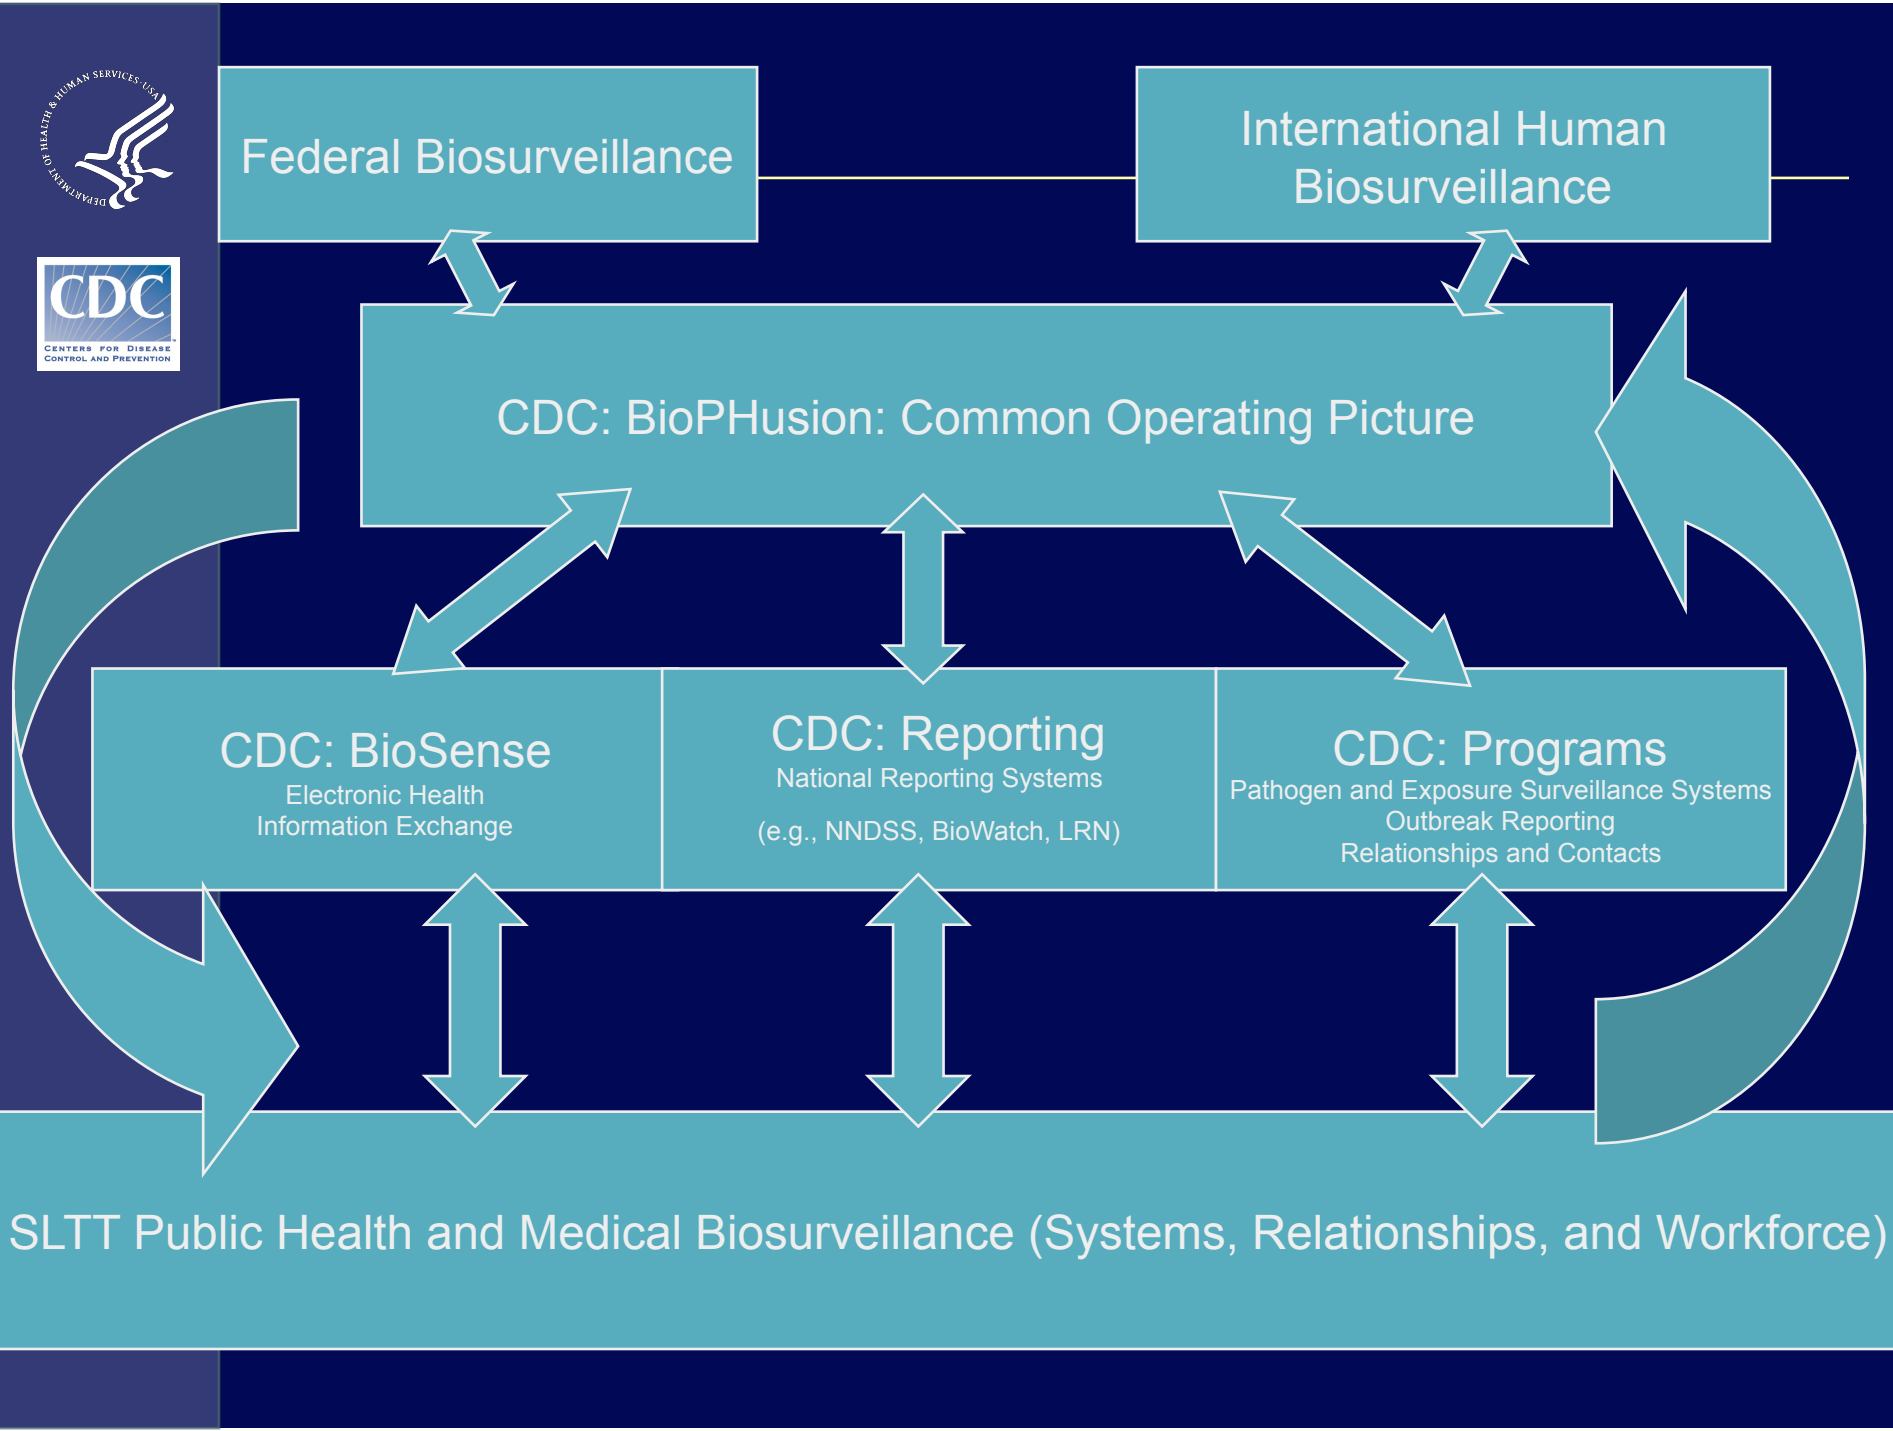 DEPARTMENT OF HEALTH & HUMAN SERVICES·USA
CDC
CENTERS FOR DISEASE
CONTROL AND PREVENTION
Federal Biosurveillance
International Human
Biosurveillance
CDC: BioPHusion: Common Operating Picture
CDC: BioSense
Electronic Health
Information Exchange
CDC: Reporting
National Reporting Systems
(e.g., NNDSS, BioWatch, LRN)
CDC: Programs
Pathogen and Exposure Surveillance Systems
Outbreak Reporting
Relationships and Contacts
SLTT Public Health and Medical Biosurveillance (Systems, Relationships, and Workforce)